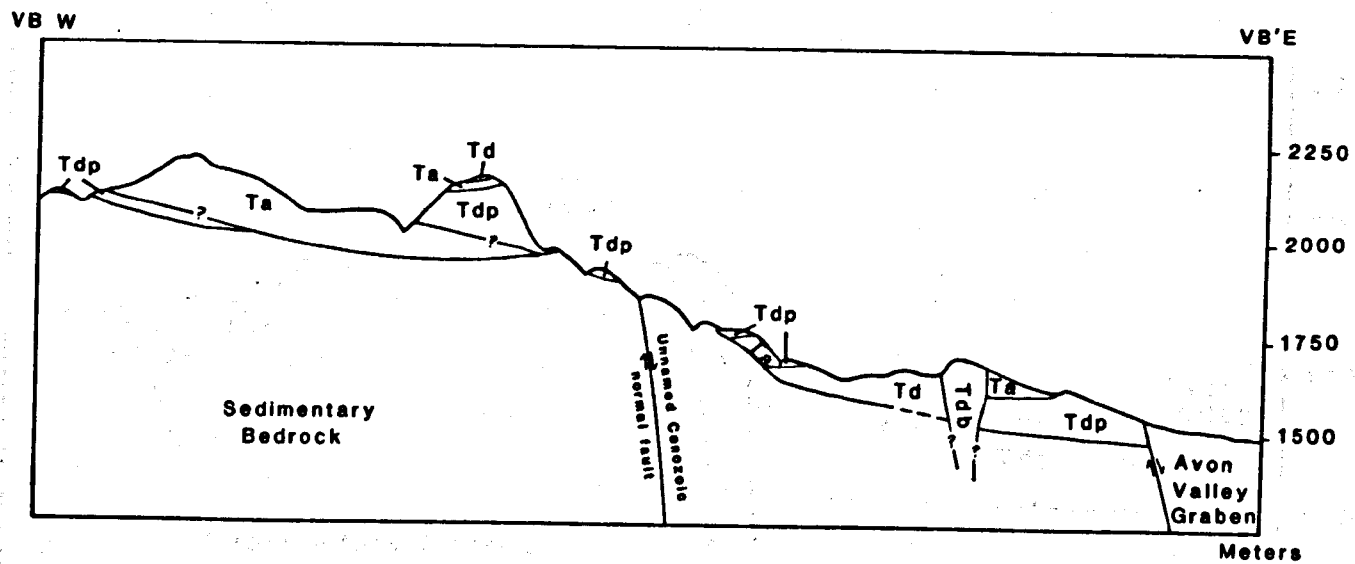 VB W
VB'E
Td
2250
Tdp
Ta
Ta
Tdp
?
?
Tdp
2000
Tdp
1750
Unnamed Cenozoic
normal fault
Td
Tdb
Ta
Sedimentary
Bedrock
Tdp
1500
?
?
Avon
Valley
Graben
Meters